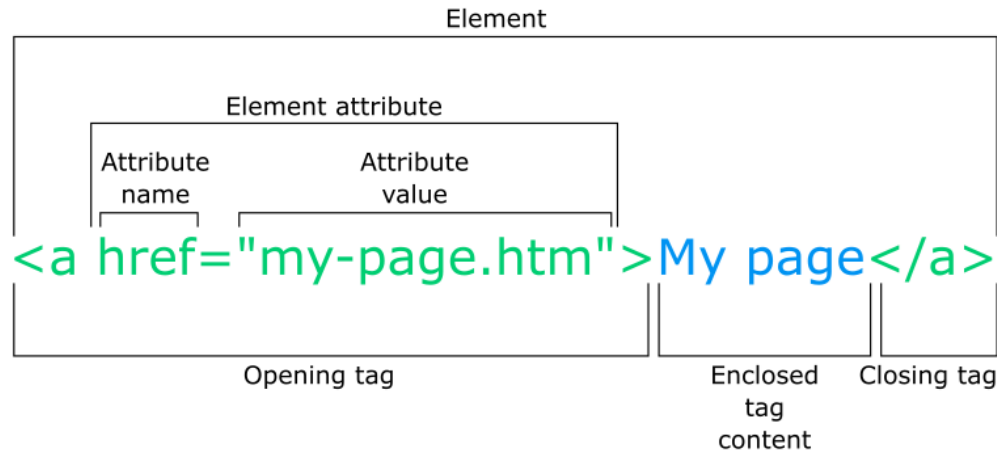 Element
Element attribute
Attribute
name
Attribute
value
<a href="my-page.htm">My page</a>
Opening tag
Enclosed
tag
content
Closing tag